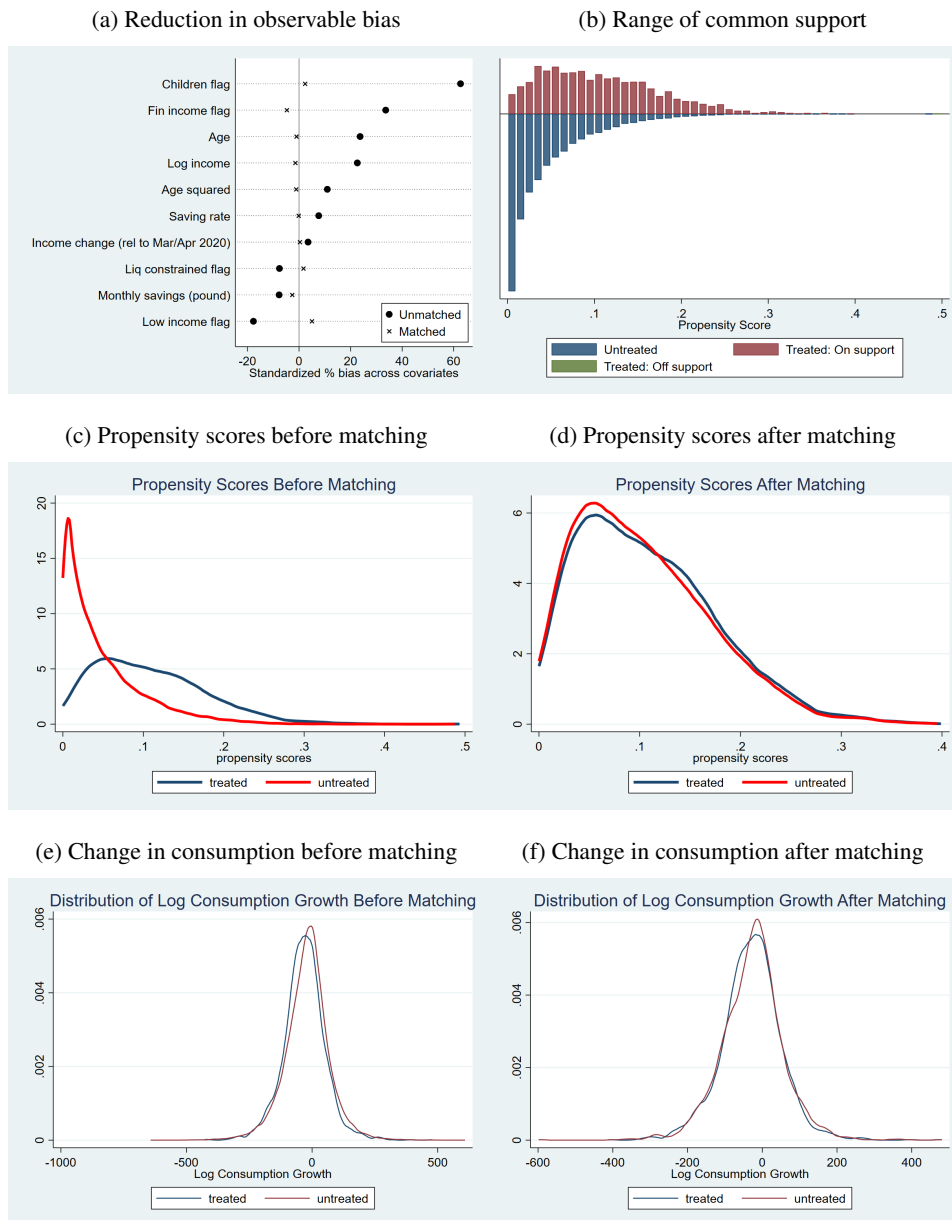 (a) Reduction in observable bias
Children flag
Fin income flag
Age
Log income
Age squared
Saving rate
Income change (rel to Mar/Apr 2020)
Liq constrained flag
Monthly savings (pound)
Low income flag
Unmatched
Matched
-20 0 20 40 60
Standardized % bias across covariates
(b) Range of common support
0 .1 .2 .3 .4 .5
Propensity Score
Untreated Treated: On support
Treated: Off support
(c) Propensity scores before matching
Propensity Scores Before Matching
20
15
10
5
0
0 .1 .2 .3 .4 .5
propensity scores
treated untreated
(d) Propensity scores after matching
Propensity Scores After Matching
6
4
2
0
0 .1 .2 .3 .4
propensity scores
treated untreated
(e) Change in consumption before matching
Distribution of Log Consumption Growth Before Matching
.006
.004
.002
0
-1000 -500 0 500
Log Consumption Growth
treated untreated
(f) Change in consumption after matching
Distribution of Log Consumption Growth After Matching
.006
.004
.002
0
-600 -400 -200 0 200 400
Log Consumption Growth
treated untreated